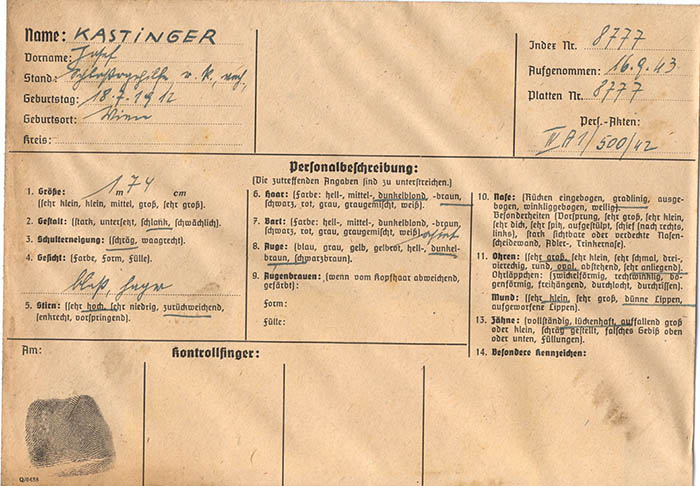 Name: KASTINGER
Vorname: Josef
Stand: Schlossergehilfe
Geburtstag: 18.7.1912
Geburtsort: Wien
Kreis:
Index Nr. 8777
Aufgenommen: 16.9.43
Platten Nr. 8777
Pers.-Akten:
II A1/500/42
Personalbeschreibung:
(Die zutreffenden Angaben sind zu unterstreichen.)
1. Größe: 1 m 74 cm
(sehr klein, klein, mittel, groß, sehr groß).
2. Gestalt: (stark, untersetzt, schlank, schwächlich).
3. Schulterneigung: (schräg, waagrecht).
4. Gesicht: (Farbe, Form, Fülle).
blaß, hager
5. Stirn: (sehr hoch, sehr niedrig, zurückweichend,
senkrecht, vorspringend).
6. Haar: (Farbe: hell-, mittel-, dunkelblond, -braun,
schwarz, rot, grau, graugemischt, weiß).
7. Bart: (Farbe: hell-, mittel-, dunkelblond, -braun,
schwarz, rot, grau, graugemischt, weiß)
8. Auge: (blau, grau, gelb, gelbrot, hell-, dunkel-
braun, schwarzbraun).
9. Augenbrauen: (wenn vom Kopfhaar abweichend,
gefärbt):
Form:
Fülle:
10. Nase: (Rücken eingebogen, gradlinig, ausge-
bogen, winkliggebogen, wellig).
Besonderheiten (Vorsprung, sehr groß, sehr klein,
sehr dick, sehr spitz, aufgestülpt, schief (nach rechts,
links), stark sichtbare oder verdeckte Nasen-
scheidewand, Adler-, Trinkernase).
11. Ohren: (sehr groß, sehr klein, sehr schmal, drei-,
viereckig, rund, oval, abstehend, sehr anliegend).
Ohrläppchen: (zwickelförmig, rechtwinklig, bo-
genförmig, freihängend, durchlocht, durchrissen).
Mund: (sehr klein, sehr groß, dünne Lippen,
aufgeworfene Lippen).
13. Zähne: (vollständig, lückenhaft, auffallend groß
oder klein, schräg gestellt, falsches Gebiß oben
oder unten, Füllungen).
14. Besondere Kennzeichen:
Am:
Kontrollfinger:
Q/0458